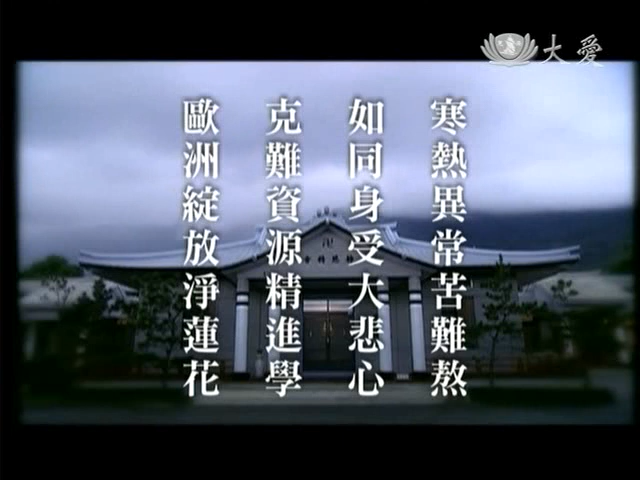 大愛
寒熱異常苦難熬
如同身受大悲心
克難資源精進學
歐洲綻放淨蓮花
卍